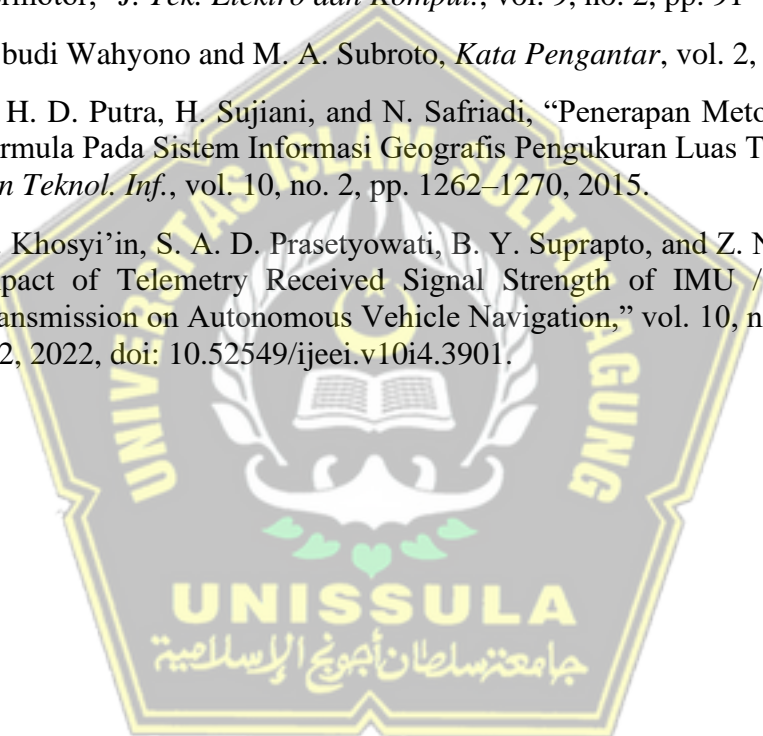 rmotor," J. Tek. Elektro dan Komput., vol. 9, no. 2, pp. 91
budi Wahyono and M. A. Subroto, Kata Pengantar, vol. 2,
H. D. Putra, H. Sujiani, and N. Safriadi, “Penerapan Meto
rmula Pada Sistem Informasi Geografis Pengukuran Luas T
n Teknol. Inf., vol. 10, no. 2, pp. 1262–1270, 2015.
Khosyi’in, S. A. D. Prasetyowati, B. Y. Suprapto, and Z. N
pact of Telemetry Received Signal Strength of IMU /
ansmission on Autonomous Vehicle Navigation,” vol. 10, n
2, 2022, doi: 10.52549/ijeei.v10i4.3901.
UNIVERSITAS ISLAM SULTAN AGUNG
UNISSULA
جامعة سلطان أجونج الإسلامية